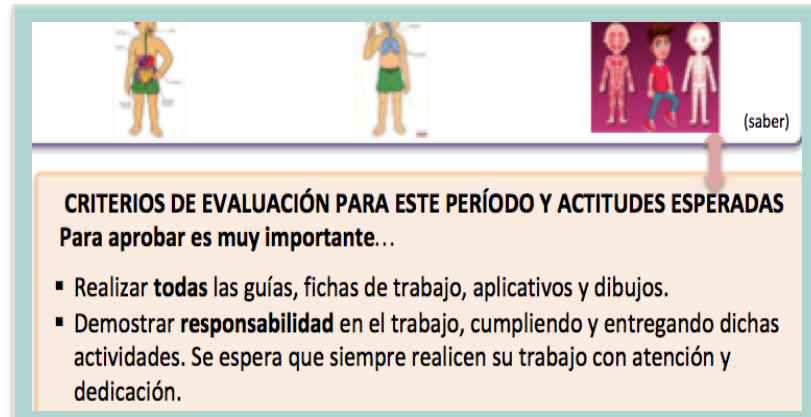 (saber)
CRITERIOS DE EVALUACIÓN PARA ESTE PERÍODO Y ACTITUDES ESPERADAS
Para aprobar es muy importante...
▪ Realizar todas las guías, fichas de trabajo, aplicativos y dibujos.
▪ Demostrar responsabilidad en el trabajo, cumpliendo y entregando dichas
actividades. Se espera que siempre realicen su trabajo con atención y
dedicación.